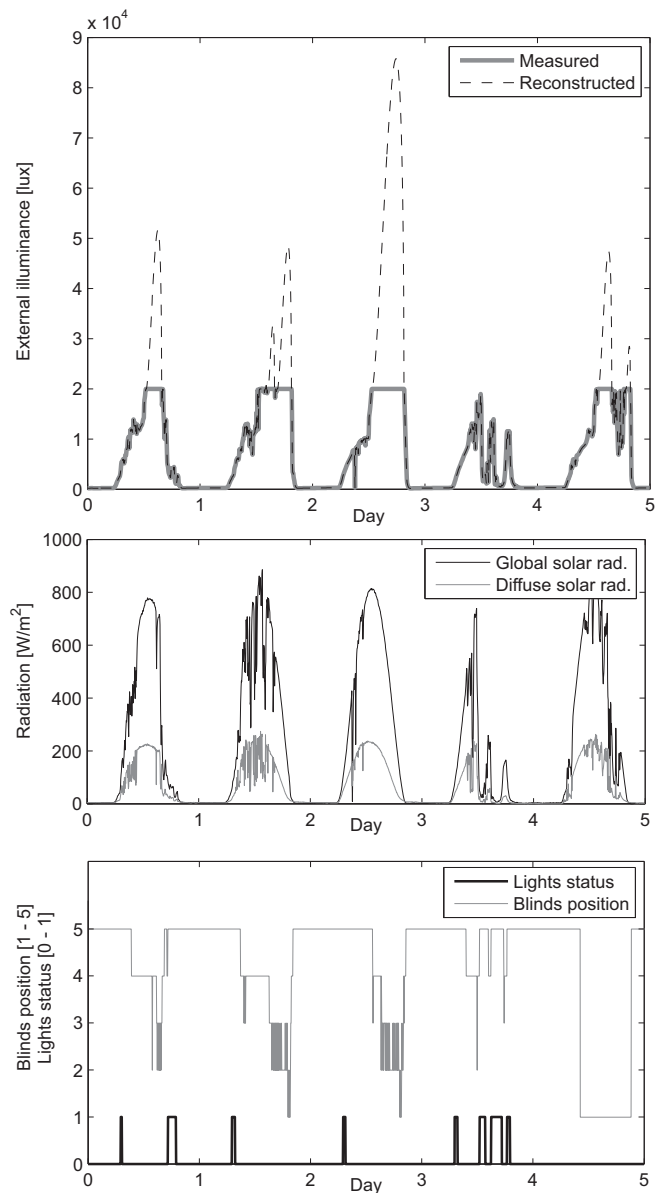 x 10⁴
9
8
7
6
5
4
3
2
1
0
External illuminance [lux]
Measured
Reconstructed
0 1 2 3 4 5
Day
1000
800
600
400
200
0
Radiation [W/m²]
Global solar rad.
Diffuse solar rad.
0 1 2 3 4 5
Day
5
4
3
2
1
0
Blinds position [1 - 5]
Lights status [0 - 1]
Lights status
Blinds position
0 1 2 3 4 5
Day